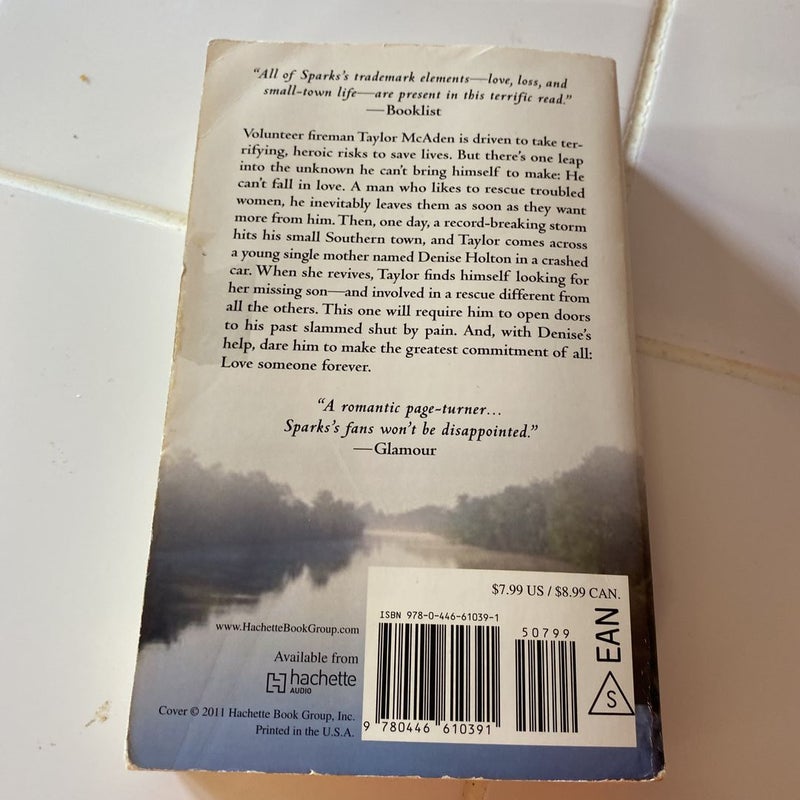 “All of Sparks’s trademark elements—love, loss, and
small-town life—are present in this terrific read.”
—Booklist
Volunteer fireman Taylor McAden is driven to take ter-
rifying, heroic risks to save lives. But there’s one leap
into the unknown he can’t bring himself to make: He
can’t fall in love. A man who likes to rescue troubled
women, he inevitably leaves them as soon as they want
more from him. Then, one day, a record-breaking storm
hits his small Southern town, and Taylor comes across
a young single mother named Denise Holton in a crashed
car. When she revives, Taylor finds himself looking for
her missing son—and involved in a rescue different from
all the others. This one will require him to open doors
to his past slammed shut by pain. And, with Denise’s
help, dare him to make the greatest commitment of all:
Love someone forever.
“A romantic page-turner…
Sparks’s fans won’t be disappointed.”
—Glamour
www.HachetteBookGroup.com
Available from
hachette
AUDIO
Cover © 2011 Hachette Book Group, Inc.
Printed in the U.S.A.
$7.99 US / $8.99 CAN.
ISBN 978-0-446-61039-1
50799
9 780446 610391
EAN
S